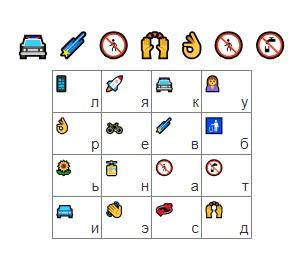 л я к у
р е в б
ь н а т
и э с д